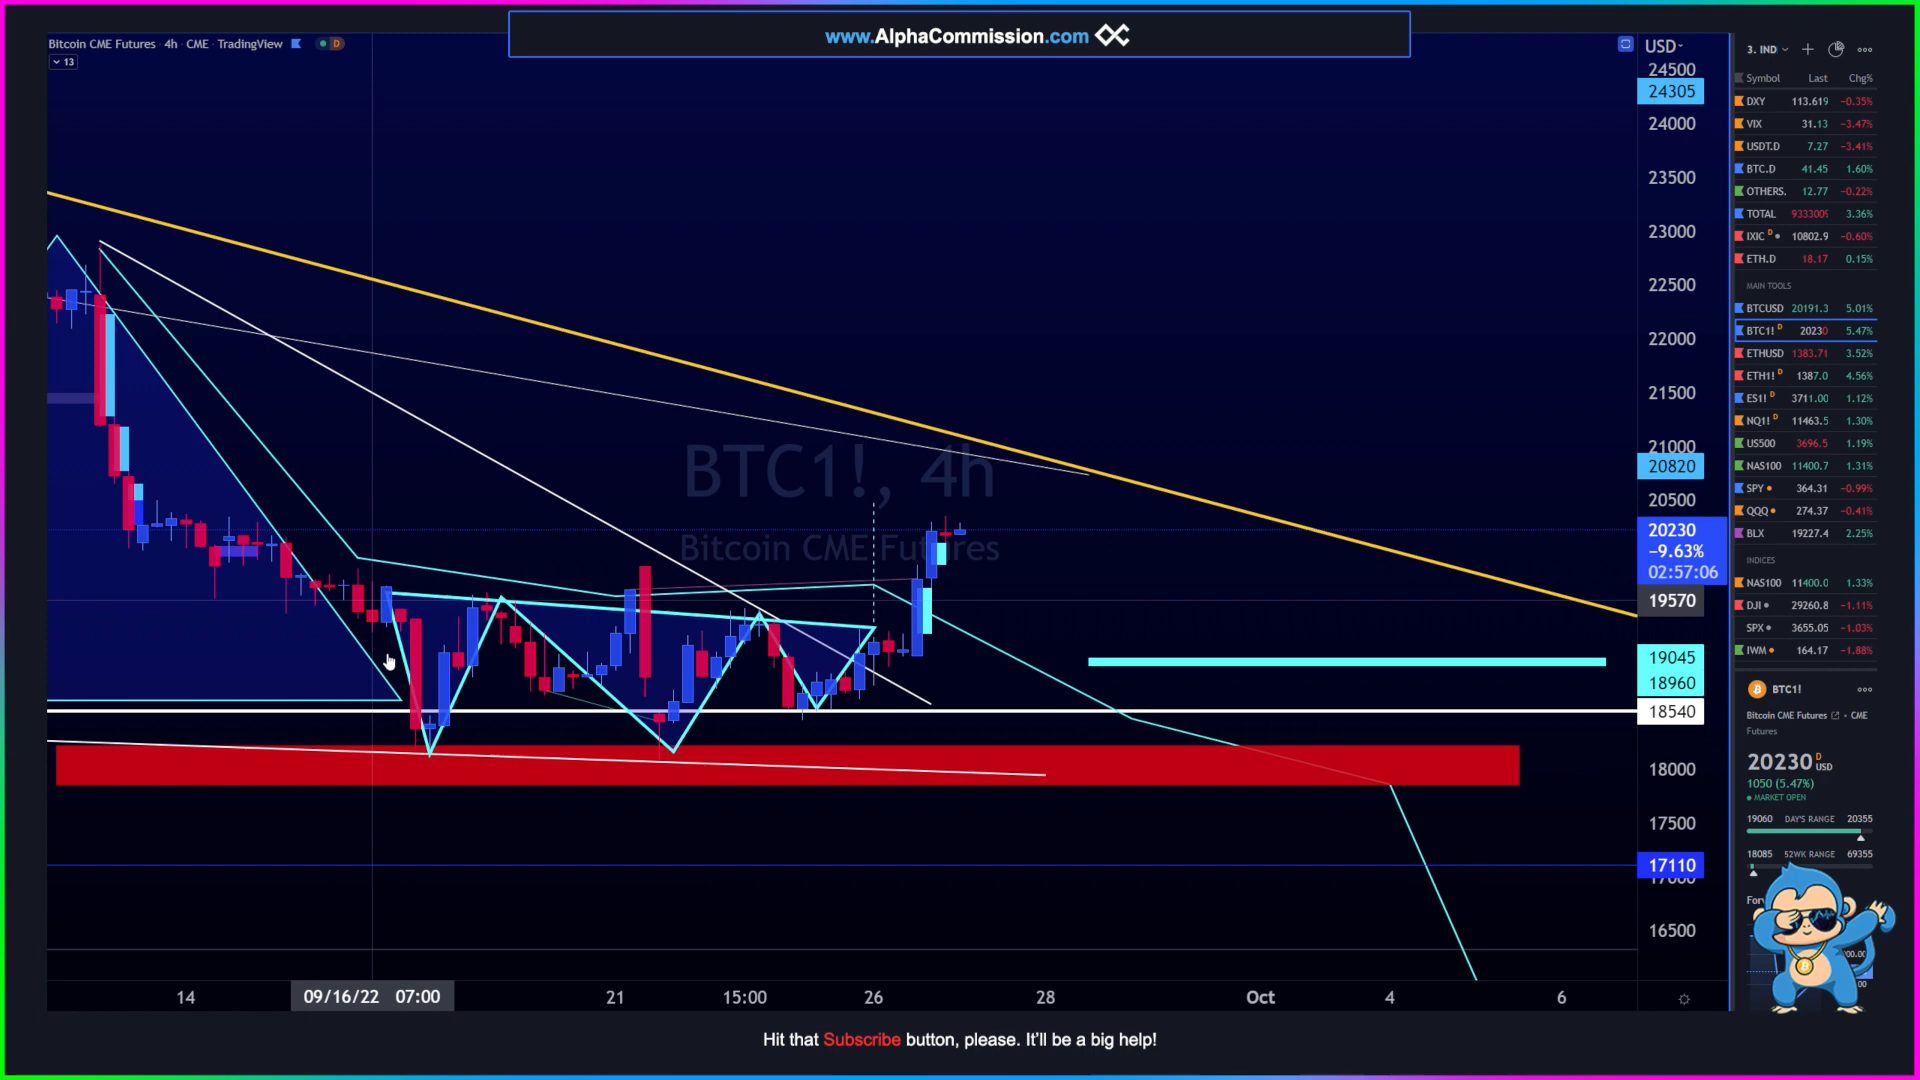 www.AlphaCommission.com
Bitcoin CME Futures · 4h · CME · TradingView D
13
USD
24500
24305
24000
23500
23000
22500
22000
21500
21000
20820
20500
20230
−9.63%
02:57:06
19570
19045
18960
18540
18000
17500
17110
16500
BTC1!, 4h
Bitcoin CME Futures
14
09/16/22 07:00
21
15:00
26
28
Oct
4
6
3. IND
Symbol Last Chg%
DXY 113.619 −0.35%
VIX 31.13 −3.47%
USDT.D 7.27 −3.41%
BTC.D 41.45 1.60%
OTHERS. 12.77 −0.22%
TOTAL 933300 3.36%
IXIC D 10802.9 −0.60%
ETH.D 18.17 0.15%
MAIN TOOLS
BTCUSD 20191.3 5.01%
BTC1! D 20230 5.47%
ETHUSD 1383.71 3.52%
ETH1! D 1387.0 4.56%
ES1! D 3711.00 1.12%
NQ1! D 11463.5 1.30%
US500 3696.5 1.19%
NAS100 11400.7 1.31%
SPY 364.31 −0.99%
QQQ 274.37 −0.41%
BLX 19227.4 2.25%
INDICES
NAS100 11400.0 1.33%
DJI 29260.8 −1.11%
SPX 3655.05 −1.03%
IWM 164.17 −1.88%
BTC1!
Bitcoin CME Futures • CME
Futures
20230 D USD
1050 (5.47%)
MARKET OPEN
19060 DAY'S RANGE 20355
18085 52WK RANGE 69355
Hit that Subscribe button, please. It'll be a big help!